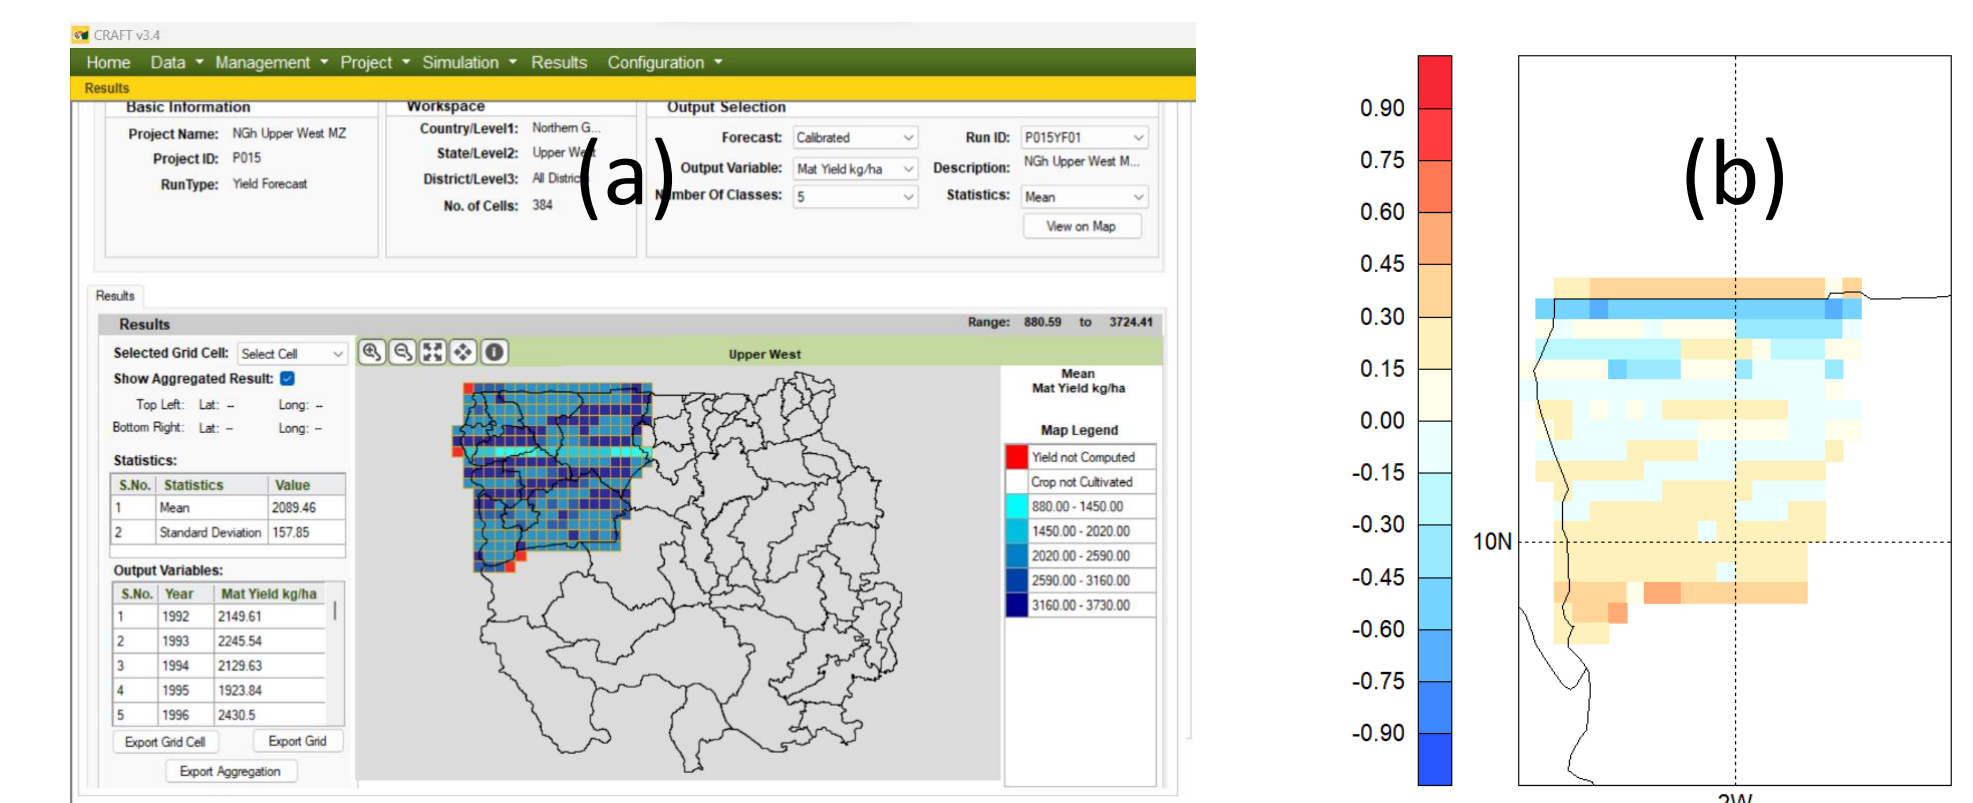 CRAFT v3.4
Home Data Management Project Simulation Results Configuration
Results
Basic Information
Project Name: NGh Upper West MZ
Project ID: P015
RunType: Yield Forecast
Workspace
Country/Level1: Northern G...
State/Level2: Upper West
District/Level3: All Districts
No. of Cells: 384
Output Selection
Forecast: Calibrated Run ID: P015YF01
Output Variable: Mat Yield kg/ha Description: NGh Upper West M...
Number Of Classes: 5 Statistics: Mean
View on Map
(a)
Results
Results Range: 880.59 to 3724.41
Selected Grid Cell: Select Cell
Show Aggregated Result:
Top Left: Lat: -- Long: --
Bottom Right: Lat: -- Long: --
Statistics:
S.No. Statistics Value
1 Mean 2089.46
2 Standard Deviation 157.85
Output Variables:
S.No. Year Mat Yield kg/ha
1 1992 2149.61
2 1993 2245.54
3 1994 2129.63
4 1995 1923.84
5 1996 2430.5
Export Grid Cell Export Grid
Export Aggregation
Upper West
Mean
Mat Yield kg/ha
Map Legend
Yield not Computed
Crop not Cultivated
880.00 - 1450.00
1450.00 - 2020.00
2020.00 - 2590.00
2590.00 - 3160.00
3160.00 - 3730.00
(b)
0.90
0.75
0.60
0.45
0.30
0.15
0.00
-0.15
-0.30
-0.45
-0.60
-0.75
-0.90
10N
2W